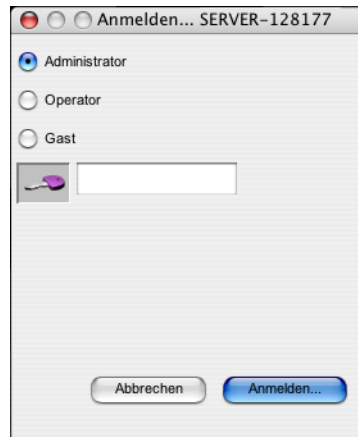 Anmelden... SERVER-128177
Administrator
Operator
Gast
Abbrechen
Anmelden...